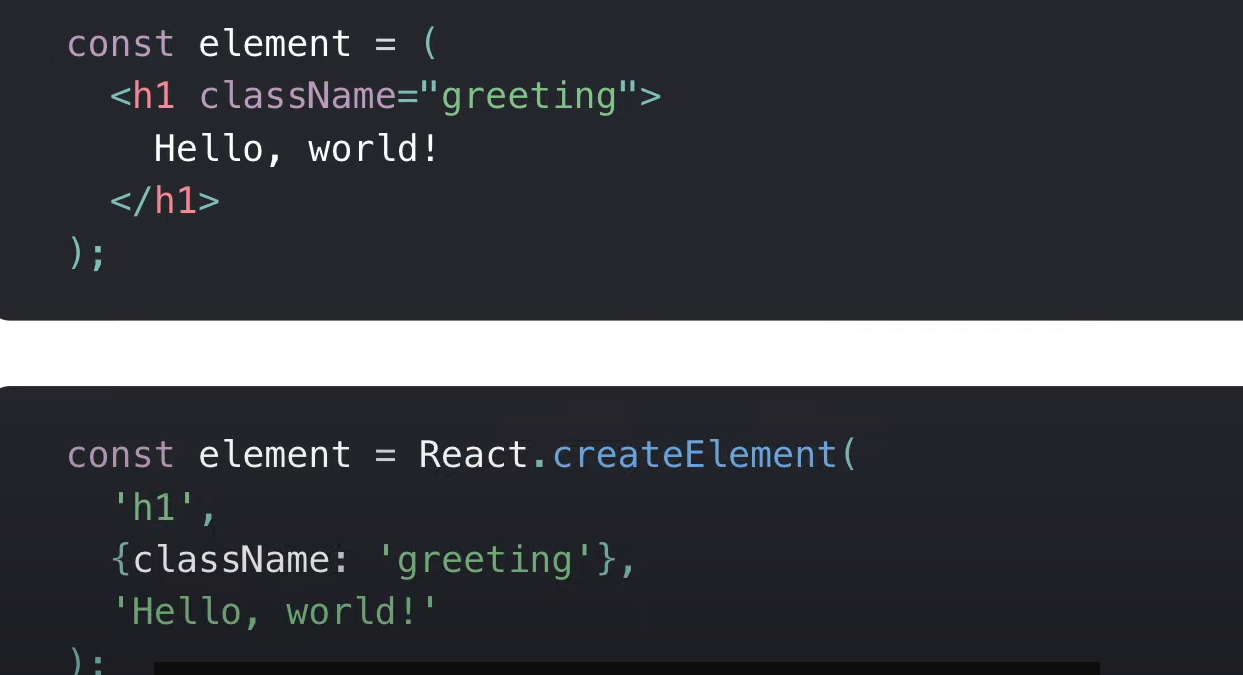 const element = (
  <h1 className="greeting">
    Hello, world!
  </h1>
);
const element = React.createElement(
  'h1',
  {className: 'greeting'},
  'Hello, world!'
);